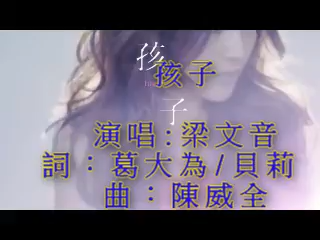 孩
子
孩子
演唱:梁文音
詞：葛大為/貝莉
曲：陳威全